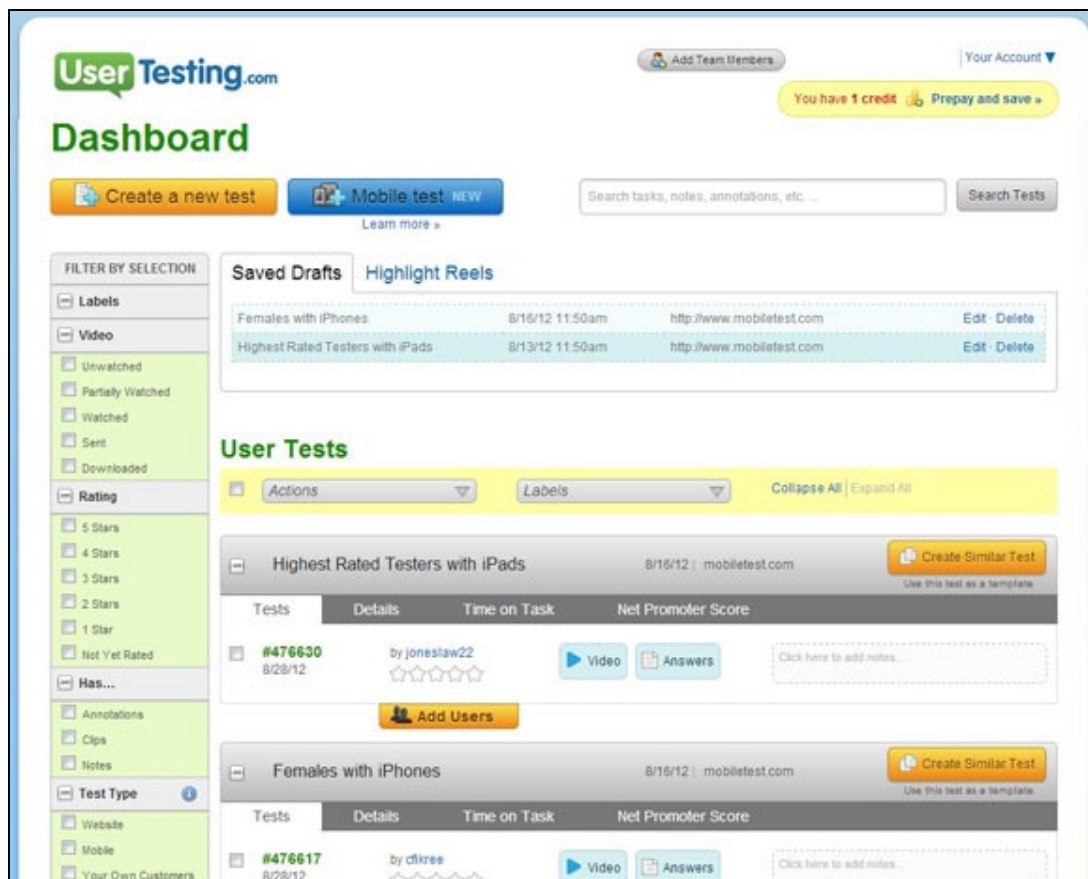 UserTesting.com
Add Team Members
Your Account ▼
You have 1 credit Prepay and save »
Dashboard
Create a new test
Mobile test NEW
Learn more »
Search tasks, notes, annotations, etc. ...
Search Tests
FILTER BY SELECTION
Labels
Video
Unwatched
Partially Watched
Watched
Sent
Downloaded
Rating
5 Stars
4 Stars
3 Stars
2 Stars
1 Star
Not Yet Rated
Has...
Annotations
Clips
Notes
Test Type
Website
Mobile
Your Own Customers
Saved Drafts Highlight Reels
Females with iPhones 8/16/12 11:50am http://www.mobiletest.com Edit · Delete
Highest Rated Testers with iPads 8/13/12 11:50am http://www.mobiletest.com Edit · Delete
User Tests
Actions Labels Collapse All | Expand All
Highest Rated Testers with iPads 8/16/12 | mobiletest.com Create Similar Test
Use this test as a template
Tests Details Time on Task Net Promoter Score
#476630 by joneslaw22 Video Answers Click here to add notes...
8/28/12
Add Users
Females with iPhones 8/16/12 | mobiletest.com Create Similar Test
Use this test as a template
Tests Details Time on Task Net Promoter Score
#476617 by cfikree Video Answers Click here to add notes...
8/28/12